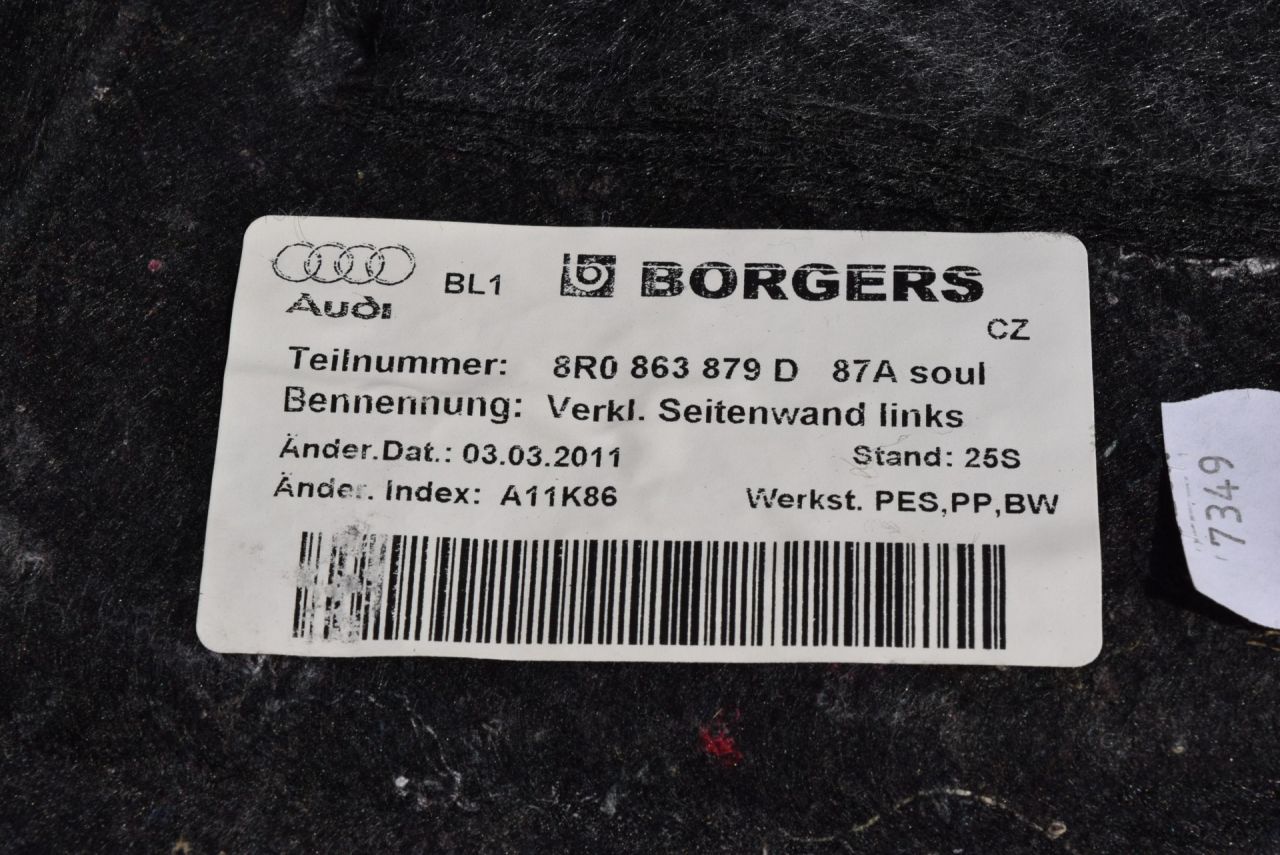 Audi BL1 BORGERS
CZ
Teilnummer: 8R0 863 879 D 87A soul
Bennennung: Verkl. Seitenwand links
Änder.Dat.: 03.03.2011 Stand: 25S
Änder. Index: A11K86 Werkst. PES,PP,BW
7349